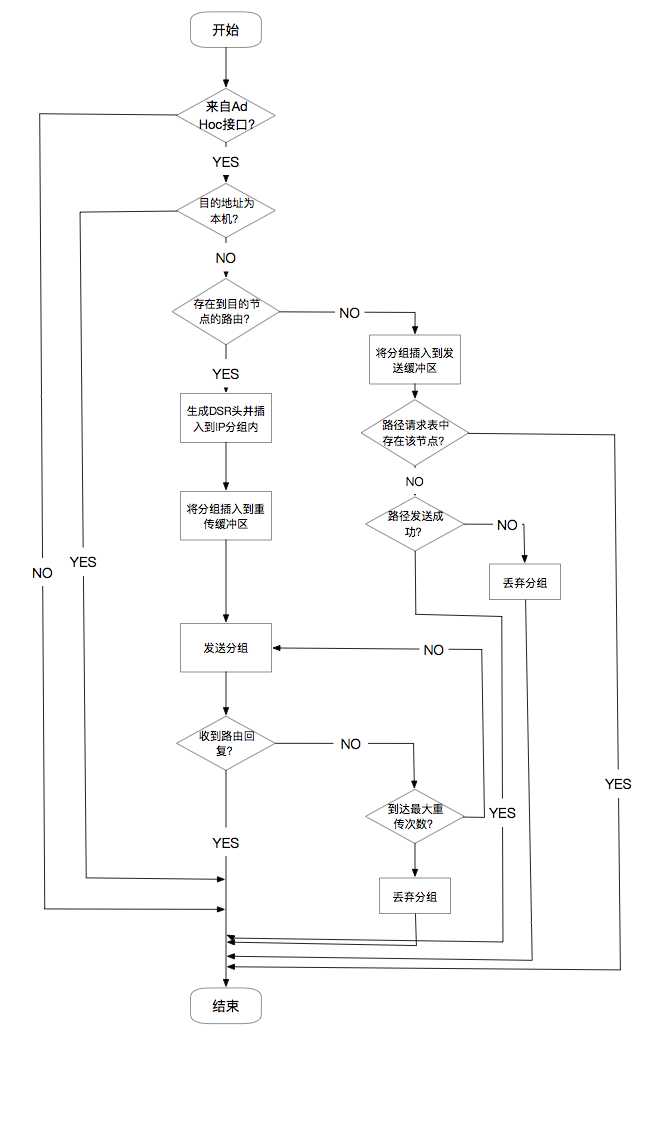 开始
来自Ad
Hoc接口?
YES
目的地址为
本机?
NO
存在到目的节
点的路由?
NO
将分组插入到发
送缓冲区
YES
生成DSR头并插
入到IP分组内
路径请求表中
存在该节点?
NO
将分组插入到重
传缓冲区
路径发送成
功?
NO
YES
NO
丢弃分组
发送分组
NO
收到路由回
复?
NO
YES
到达最大重
传次数?
YES
YES
丢弃分组
结束